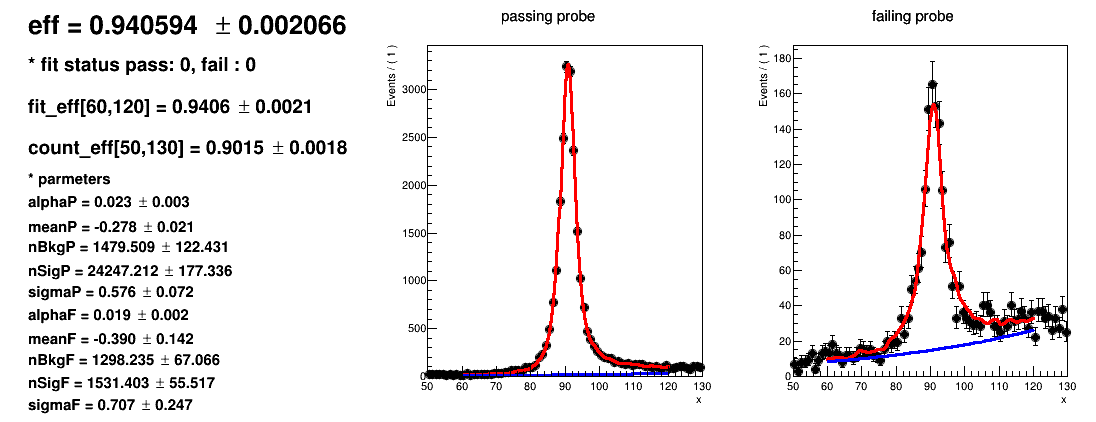 eff = 0.940594 ± 0.002066
* fit status pass: 0, fail : 0
fit_eff[60,120] = 0.9406 ± 0.0021
count_eff[50,130] = 0.9015 ± 0.0018
* parmeters
alphaP = 0.023 ± 0.003
meanP = -0.278 ± 0.021
nBkgP = 1479.509 ± 122.431
nSigP = 24247.212 ± 177.336
sigmaP = 0.576 ± 0.072
alphaF = 0.019 ± 0.002
meanF = -0.390 ± 0.142
nBkgF = 1298.235 ± 67.066
nSigF = 1531.403 ± 55.517
sigmaF = 0.707 ± 0.247
passing probe
Events / ( 1 )
3000
2500
2000
1500
1000
500
0
50 60 70 80 90 100 110 120 130
x
failing probe
Events / ( 1 )
180
160
140
120
100
80
60
40
20
0
50 60 70 80 90 100 110 120 130
x